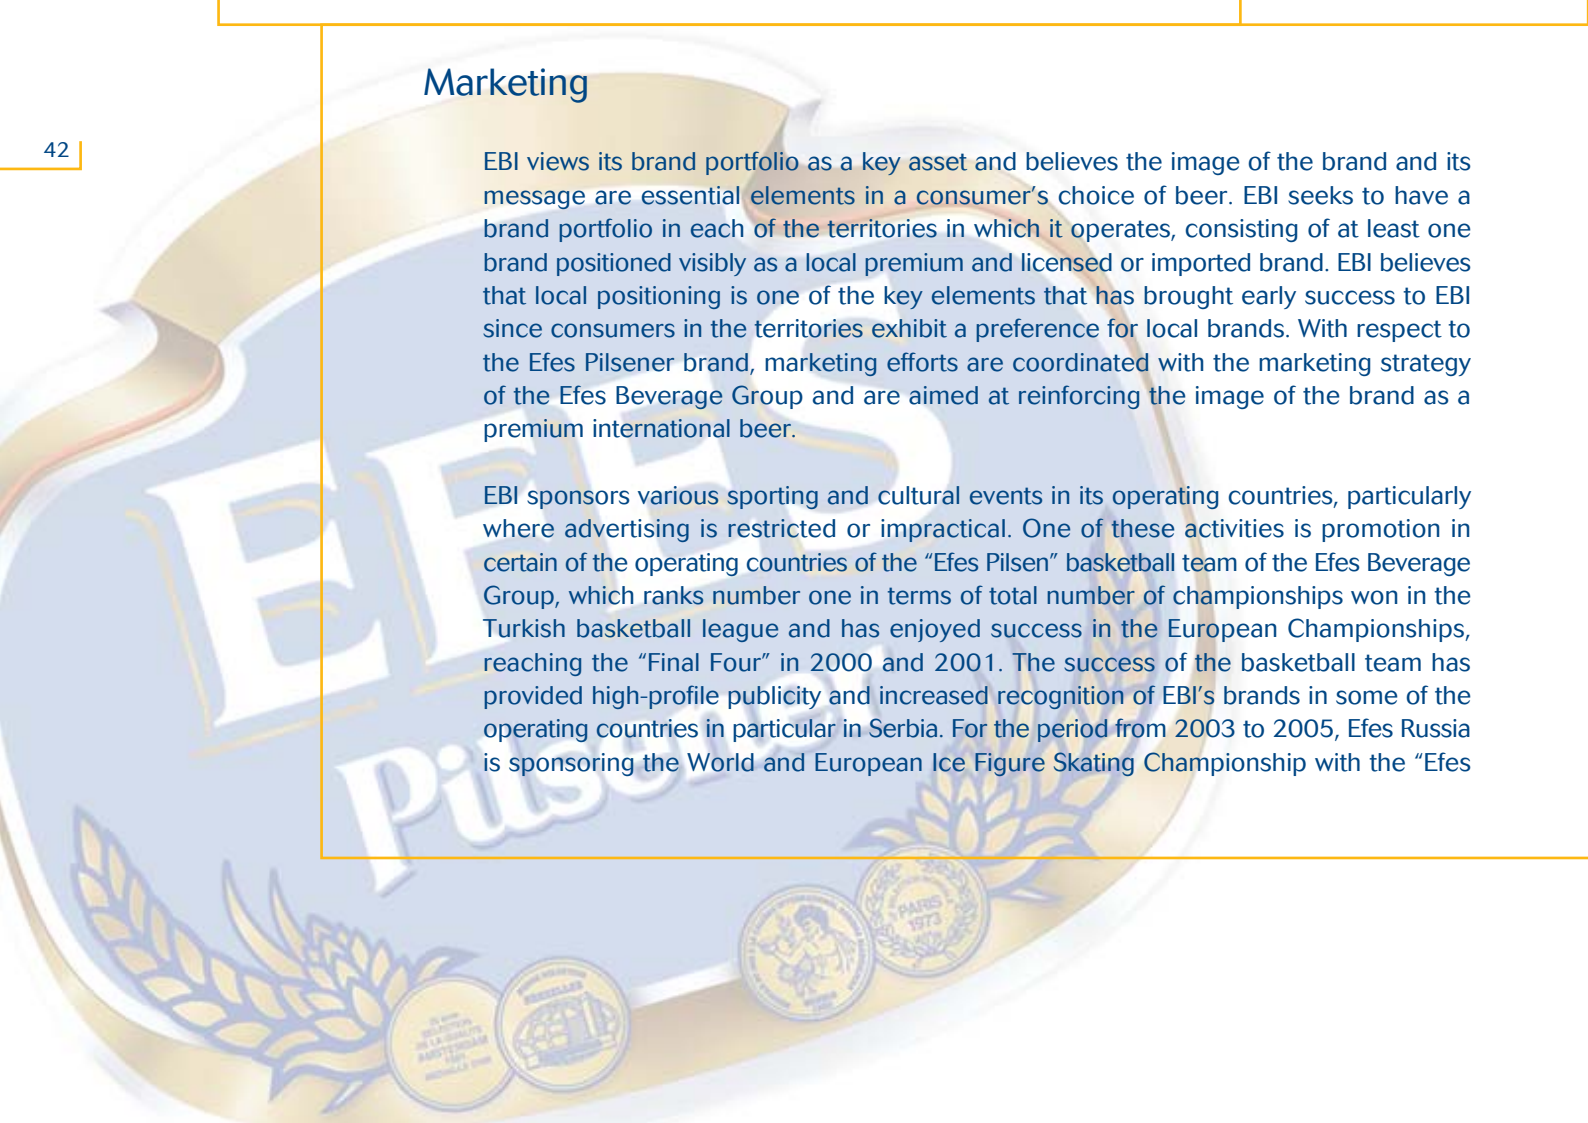 Marketing
42
EBI views its brand portfolio as a key asset and believes the image of the brand and its
message are essential elements in a consumer’s choice of beer. EBI seeks to have a
brand portfolio in each of the territories in which it operates, consisting of at least one
brand positioned visibly as a local premium and licensed or imported brand. EBI believes
that local positioning is one of the key elements that has brought early success to EBI
since consumers in the territories exhibit a preference for local brands. With respect to
the Efes Pilsener brand, marketing efforts are coordinated with the marketing strategy
of the Efes Beverage Group and are aimed at reinforcing the image of the brand as a
premium international beer.
EBI sponsors various sporting and cultural events in its operating countries, particularly
where advertising is restricted or impractical. One of these activities is promotion in
certain of the operating countries of the “Efes Pilsen” basketball team of the Efes Beverage
Group, which ranks number one in terms of total number of championships won in the
Turkish basketball league and has enjoyed success in the European Championships,
reaching the “Final Four” in 2000 and 2001. The success of the basketball team has
provided high-profile publicity and increased recognition of EBI’s brands in some of the
operating countries in particular in Serbia. For the period from 2003 to 2005, Efes Russia
is sponsoring the World and European Ice Figure Skating Championship with the “Efes
EFES
Pilsener
PARIS
1973
BRUXELLES
SELECTION
DE LA QUALITE
AMSTERDAM